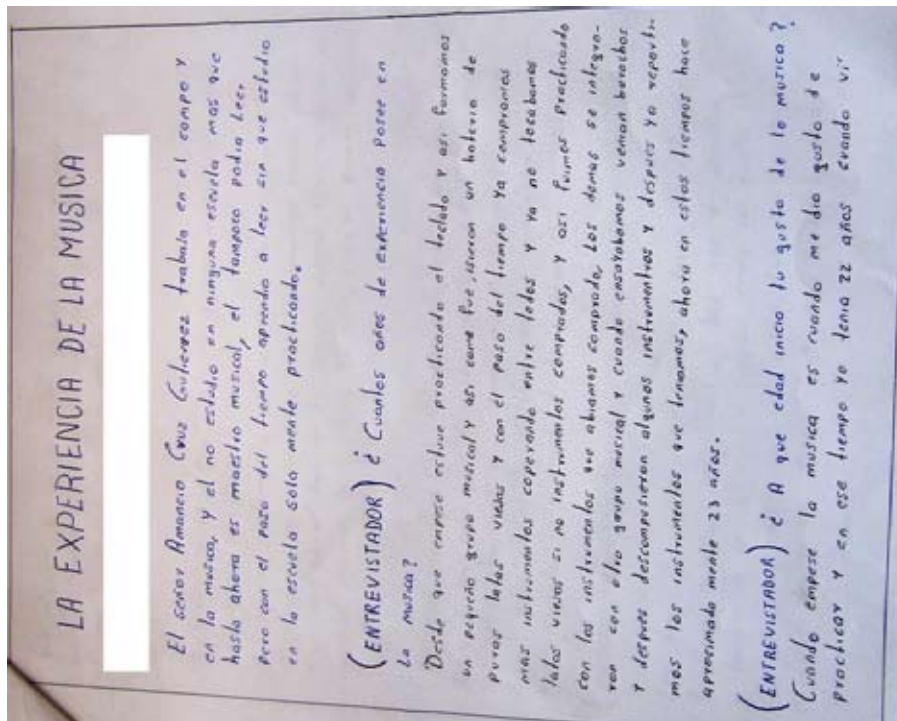 LA EXPERIENCIA DE LA MUSICA
El señor Amancio Cruz Gutierrez trabaja en el campo y
en la musica, y el no estudio en ninguna escuela mas que
hasta ahora es maestro musical, el tampoco podia leer
pero con el paso del tiempo aprendio a leer sin que estudio
en la escuela sola mente practicando.
(ENTREVISTADOR) ¿ Cuantos años de experiencia posee en
la musica?
Desde que empese estuve practicando el teclado y asi formamos
un pequeño grupo musical y asi como fue, isieron un bateria de
puros latas viejas y con el paso del tiempo ya compramos
mas instrumentos coperando entre todos y ya no tocabamos
latas viejas si no instrumentos comprados, y asi fuimos practicando
con los instrumentos que abiamos comprado, los demas se integra-
ron con otro grupo musical y cuando ensayabamos venian borachos
y despues descompusieron algunos instrumentos y despues ya reparti-
mos los instrumentos que teniamos, ahora en estos tiempos hace
aproximada mente 23 años.
(ENTREVISTADOR) ¿ A que edad inicio tu gusto de la musica?
Cuando empese la musica es cuando me dio gusto de
practicar y en ese tiempo yo tenia 22 años cuando vi